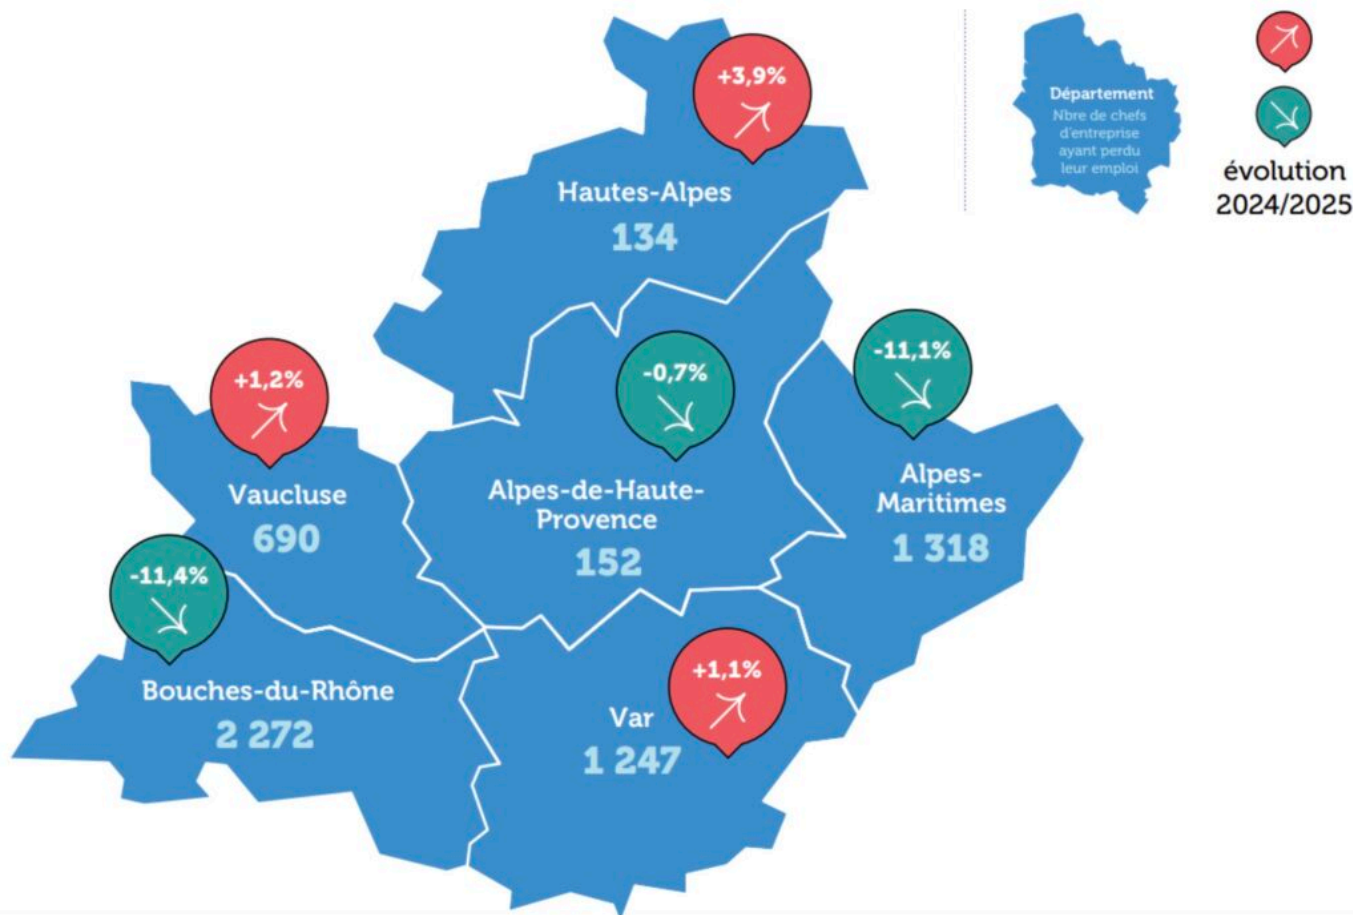 +3,9%
Hautes-Alpes
134
Département
Nbre de chefs
d'entreprise
ayant perdu
leur emploi
évolution
2024/2025
+1,2%
Vaucluse
690
-0,7%
Alpes-de-Haute-
Provence
152
-11,1%
Alpes-
Maritimes
1 318
-11,4%
Bouches-du-Rhône
2 272
+1,1%
Var
1 247